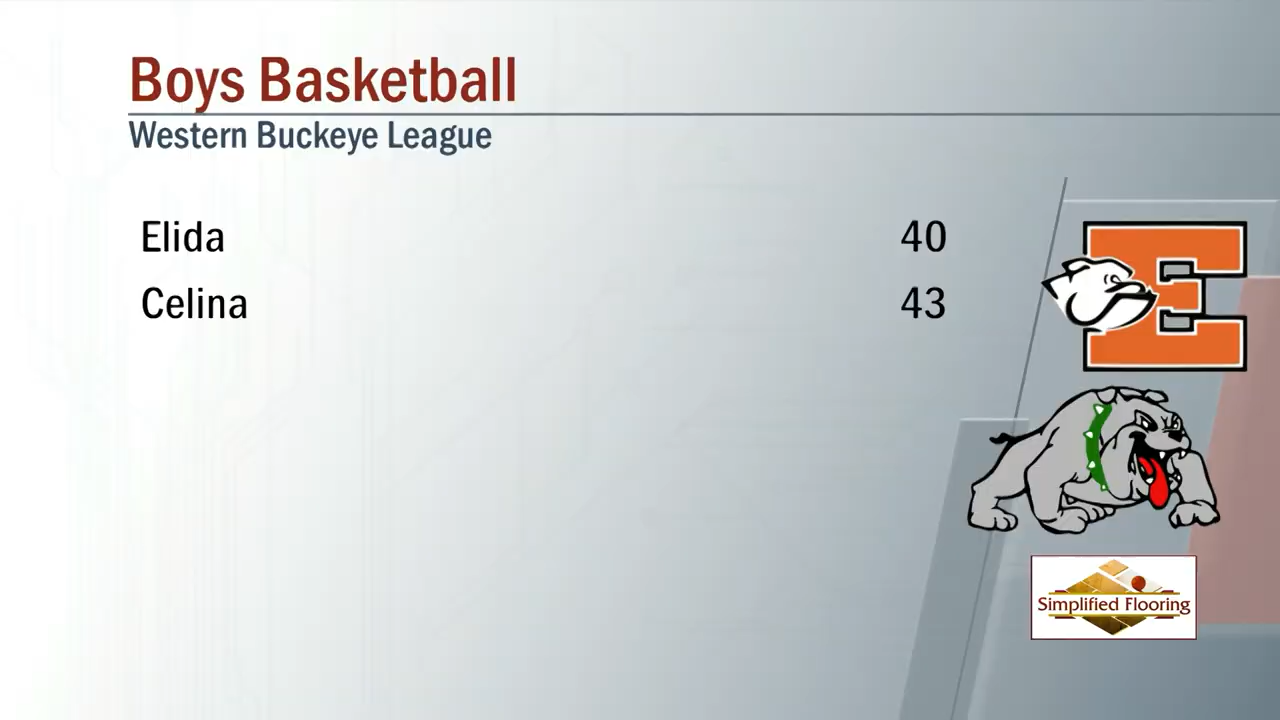 Boys Basketball
Western Buckeye League
Elida 40
Celina 43
E
Simplified Flooring